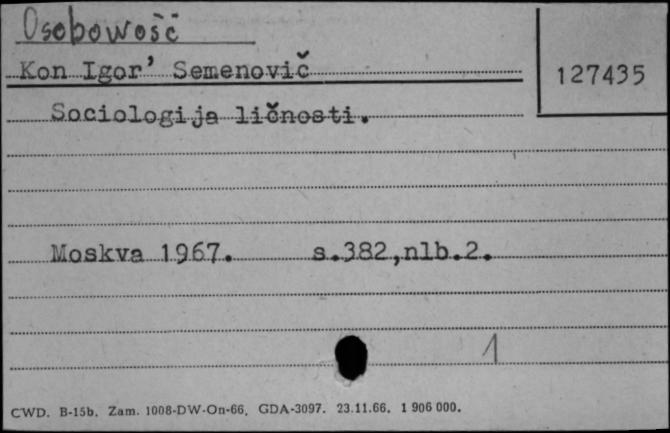 Osobowość
Kon Igor' Semenovič
127435
Sociologija ličnosti.
Moskva 1967. s.382,nlb.2.
1
CWD. B-15b. Zam. 1008-DW-On-66. GDA-3097. 23.11.66. 1 906 000.